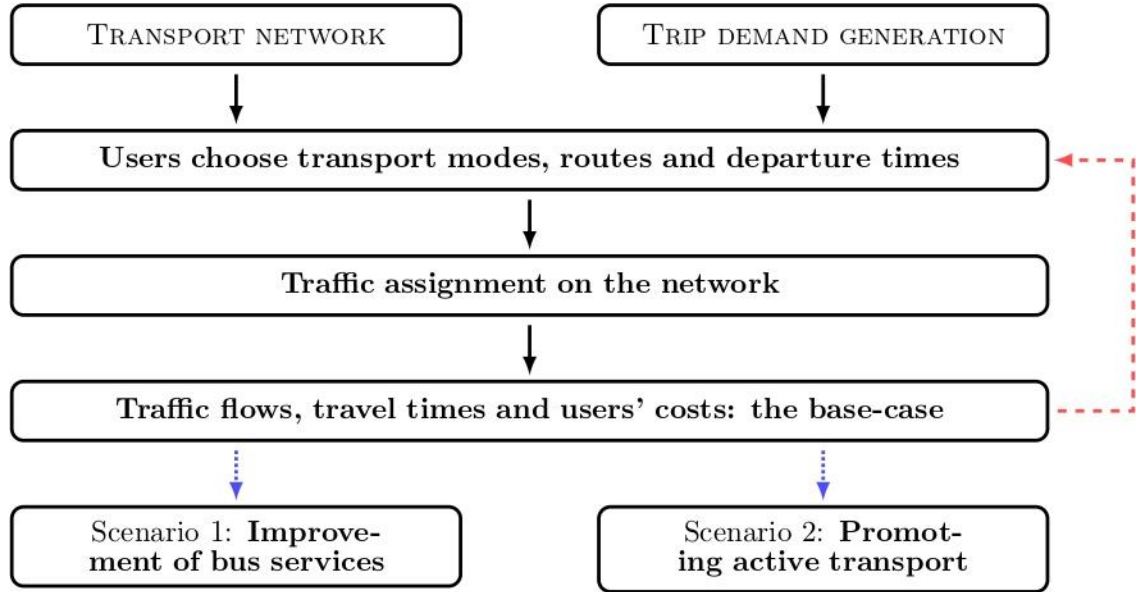 TRANSPORT NETWORK
TRIP DEMAND GENERATION
Users choose transport modes, routes and departure times
Traffic assignment on the network
Traffic flows, travel times and users’ costs: the base-case
Scenario 1: Improve-
ment of bus services
Scenario 2: Promot-
ing active transport